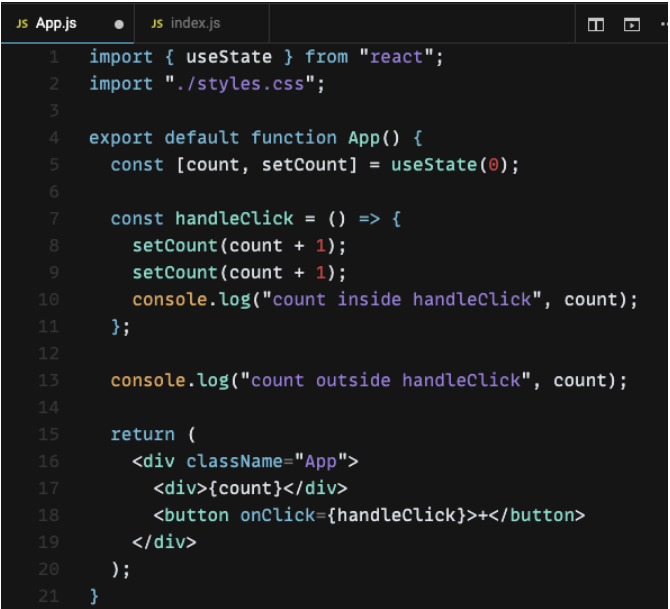 JS App.js
JS index.js
1 import { useState } from "react";
2 import "./styles.css";
3
4 export default function App() {
5   const [count, setCount] = useState(0);
6
7   const handleClick = () => {
8     setCount(count + 1);
9     setCount(count + 1);
10     console.log("count inside handleClick", count);
11   };
12
13   console.log("count outside handleClick", count);
14
15   return (
16     <div className="App">
17       <div>{count}</div>
18       <button onClick={handleClick}>+</button>
19     </div>
20   );
21 }